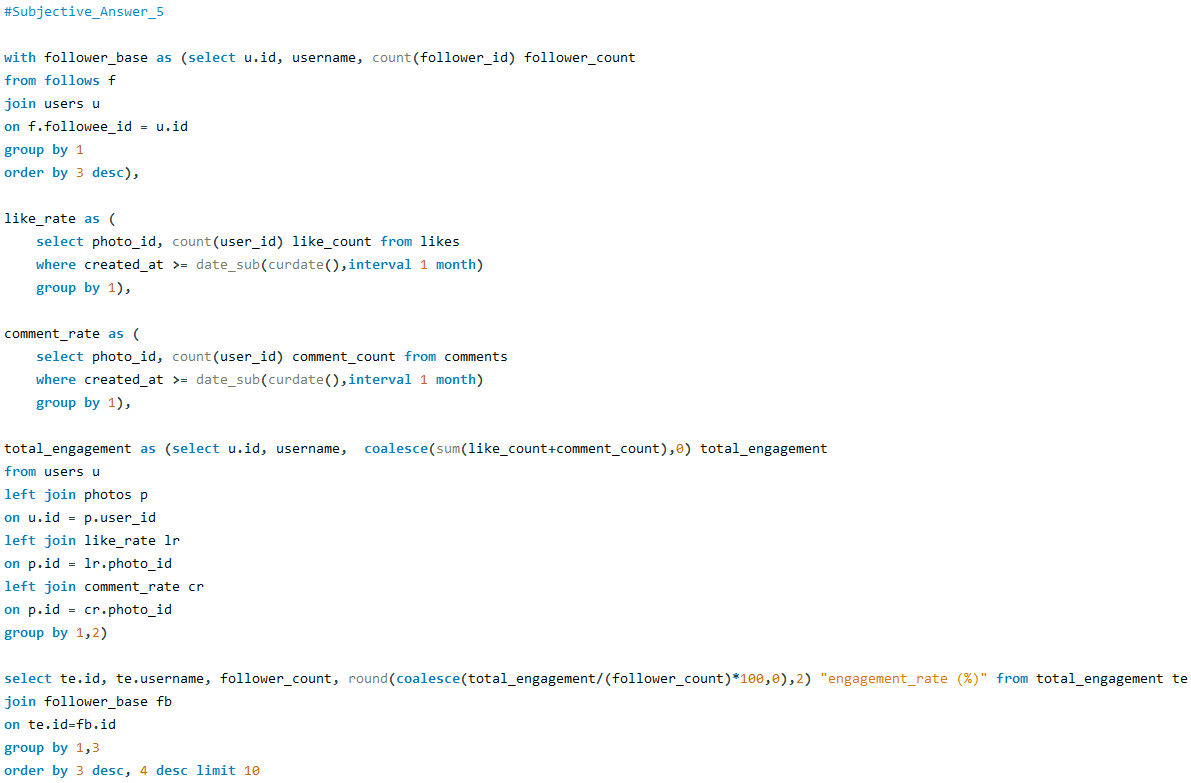 #Subjective_Answer_5
with follower_base as (select u.id, username, count(follower_id) follower_count
from follows f
join users u
on f.followee_id = u.id
group by 1
order by 3 desc),
like_rate as (
select photo_id, count(user_id) like_count from likes
where created_at >= date_sub(curdate(),interval 1 month)
group by 1),
comment_rate as (
select photo_id, count(user_id) comment_count from comments
where created_at >= date_sub(curdate(),interval 1 month)
group by 1),
total_engagement as (select u.id, username,  coalesce(sum(like_count+comment_count),0) total_engagement
from users u
left join photos p
on u.id = p.user_id
left join like_rate lr
on p.id = lr.photo_id
left join comment_rate cr
on p.id = cr.photo_id
group by 1,2)
select te.id, te.username, follower_count, round(coalesce(total_engagement/(follower_count)*100,0),2) "engagement_rate (%)" from total_engagement te
join follower_base fb
on te.id=fb.id
group by 1,3
order by 3 desc, 4 desc limit 10